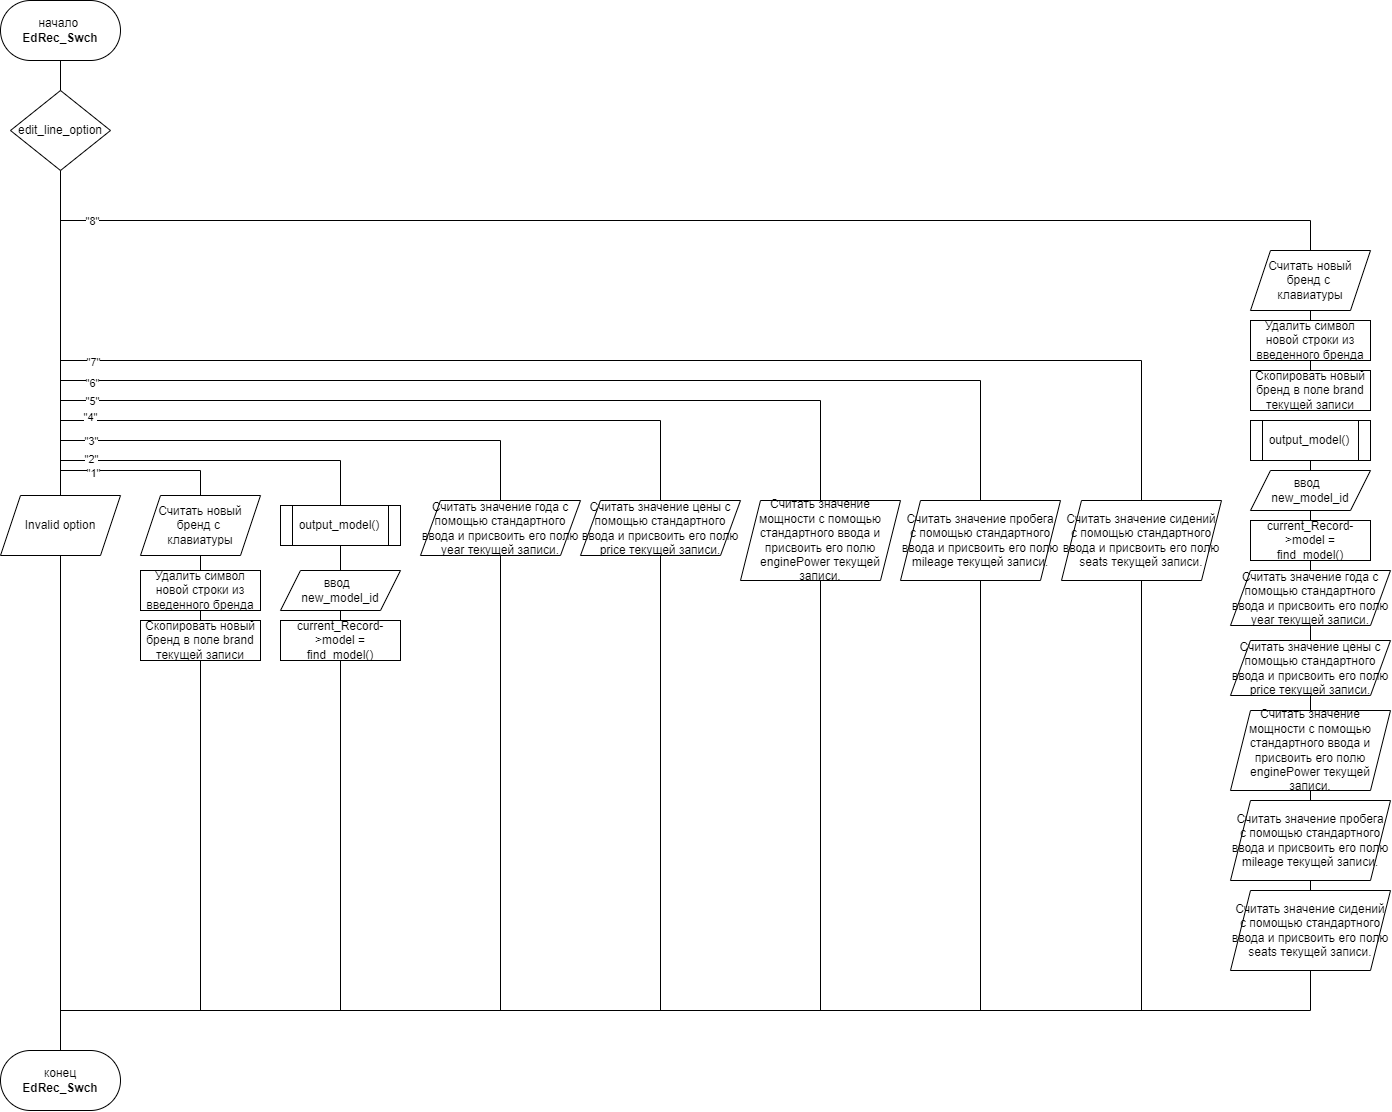 начало
EdRec_Swch
edit_line_option
"8"
Считать новый
бренд с
клавиатуры
Удалить символ
новой строки из
введенного бренда
Скопировать новый
бренд в поле brand
текущей записи
output_model()
ввод
new_model_id
current_Record-
>model =
find_model()
Считать значение года с
помощью стандартного
ввода и присвоить его полю
year текущей записи.
Считать значение цены с
помощью стандартного
ввода и присвоить его полю
price текущей записи.
Считать значение
мощности с помощью
стандартного ввода и
присвоить его полю
enginePower текущей
записи.
Считать значение пробега
с помощью стандартного
ввода и присвоить его полю
mileage текущей записи.
Считать значение сидений
с помощью стандартного
ввода и присвоить его полю
seats текущей записи.
"7"
"6"
"5"
"4"
"3"
"2"
"1"
Invalid option
Считать новый
бренд с
клавиатуры
Удалить символ
новой строки из
введенного бренда
Скопировать новый
бренд в поле brand
текущей записи
output_model()
ввод
new_model_id
current_Record-
>model =
find_model()
Считать значение года с
помощью стандартного
ввода и присвоить его полю
year текущей записи.
Считать значение цены с
помощью стандартного
ввода и присвоить его полю
price текущей записи.
Считать значение
мощности с помощью
стандартного ввода и
присвоить его полю
enginePower текущей
записи.
Считать значение пробега
с помощью стандартного
ввода и присвоить его полю
mileage текущей записи.
Считать значение сидений
с помощью стандартного
ввода и присвоить его полю
seats текущей записи.
конец
EdRec_Swch